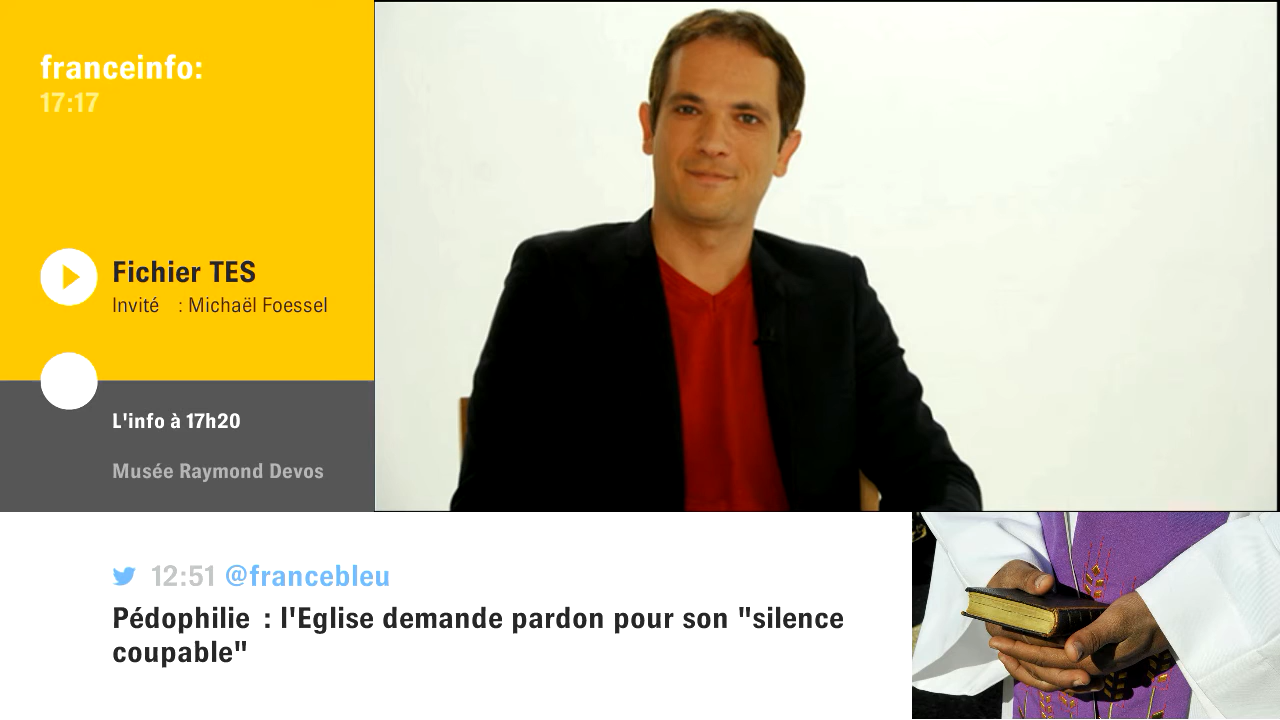 franceinfo:
17:17
Fichier TES
Invité : Michaël Foessel
L'info à 17h20
Musée Raymond Devos
12:51 @francebleu
Pédophilie : l'Eglise demande pardon pour son "silence
coupable"